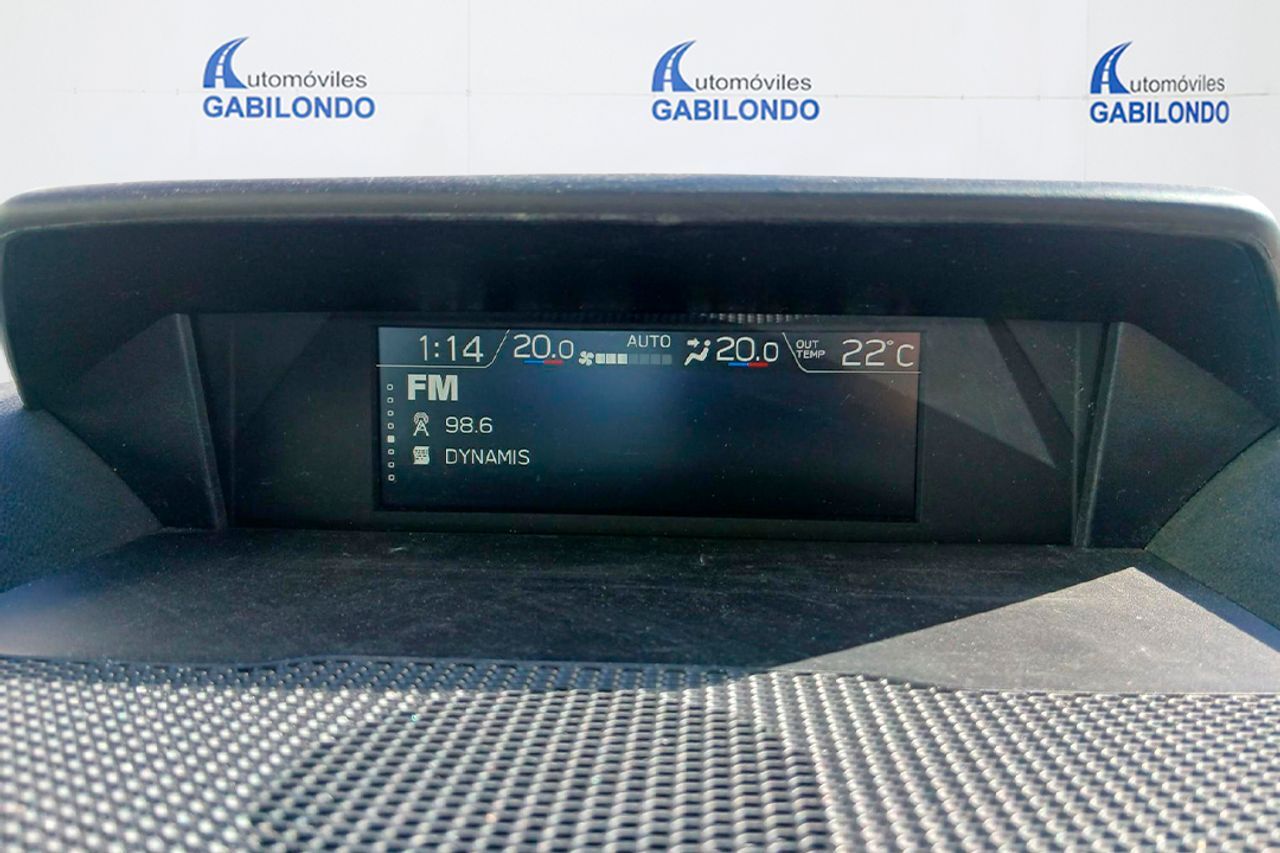 Automóviles
GABILONDO
Automóviles
GABILONDO
Automóviles
GABILONDO
1:14 20.0 AUTO 20.0 OUT TEMP 22°C
FM
98.6
DYNAMIS